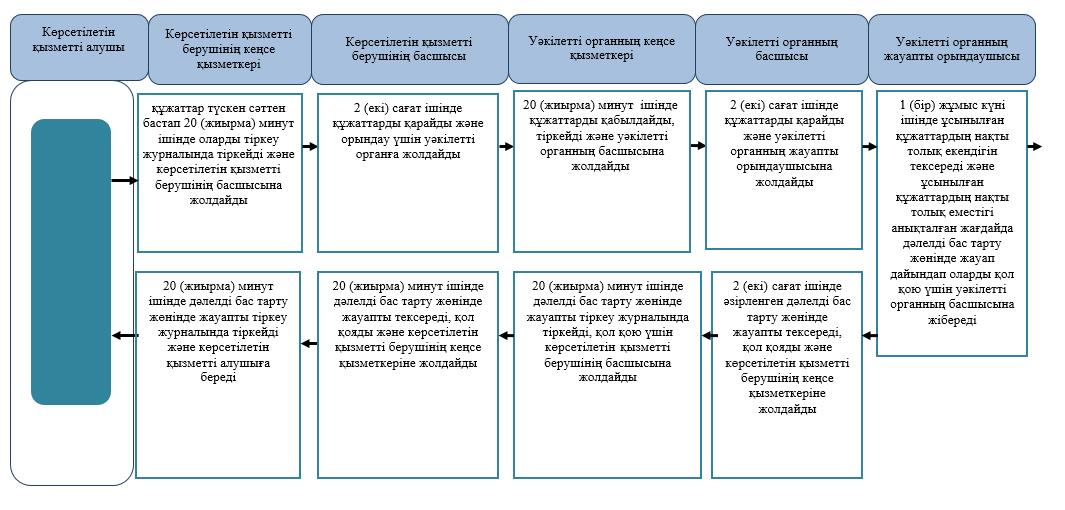 Көрсетілетін
қызметті алушы
Көрсетілетін қызметті
берушінің кеңсе
қызметкері
Көрсетілетін қызметті
берушінің басшысы
Уәкілетті органның кеңсе
қызметкері
Уәкілетті органның
басшысы
Уәкілетті органның
жауапты орындаушысы
құжаттар түскен сәттен
бастап 20 (жиырма) минут
ішінде оларды тіркеу
журналында тіркейді және
көрсетілетін қызметті
берушінің басшысына
жолдайды
2 (екі) сағат ішінде
құжаттарды қарайды және
орындау үшін уәкілетті
органға жолдайды
20 (жиырма) минут ішінде
құжаттарды қабылдайды,
тіркейді және уәкілетті
органның басшысына
жолдайды
2 (екі) сағат ішінде
құжаттарды қарайды
және уәкілетті
органның жауапты
орындаушысына
жолдайды
1 (бір) жұмыс күні
ішінде ұсынылған
құжаттардың нақты
толық екендігін
тексереді және
ұсынылған
құжаттардың нақты
толық еместігі
анықталған жағдайда
дәлелді бас тарту
жөнінде жауап
дайындап оларды қол
қою үшін уәкілетті
органның басшысына
жібереді
20 (жиырма) минут
ішінде дәлелді бас тарту
жөнінде жауапты тіркеу
журналында тіркейді
және көрсетілетін
қызметті алушыға
береді
20 (жиырма) минут ішінде
дәлелді бас тарту жөнінде
жауапты тексереді, қол
қояды және көрсетілетін
қызметті берушінің кеңсе
қызметкеріне жолдайды
20 (жиырма) минут ішінде
дәлелді бас тарту жөнінде
жауапты тіркеу журналында
тіркейді, қол қою үшін
көрсетілетін қызметті
берушінің басшысына
жолдайды
2 (екі) сағат ішінде
әзірленген дәлелді бас
тарту жөнінде
жауапты тексереді,
қол қояды және
көрсетілетін қызметті
берушінің кеңсе
қызметкеріне
жолдайды